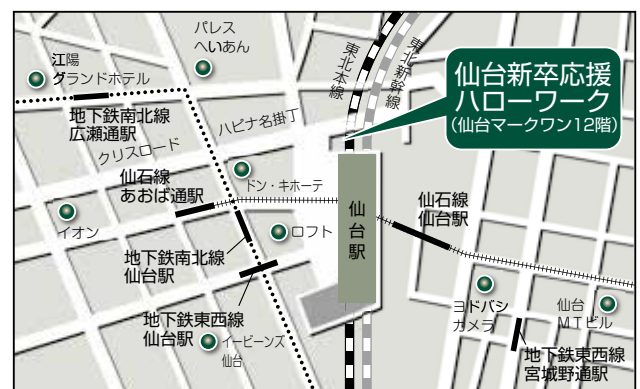 パレス
へいあん
江陽
グランドホテル
地下鉄南北線
広瀬通駅
クリスロード
ハピナ名掛丁
東北本線
東北新幹線
仙台新卒応援
ハローワーク
(仙台マークワン12階)
仙石線
あおば通駅
ドン・キホーテ
イオン
ロフト
仙台駅
仙石線
仙台駅
地下鉄南北線
仙台駅
地下鉄東西線
仙台駅
イービーンズ
仙台
ヨドバシ
カメラ
仙台
MTビル
地下鉄東西線
宮城野通駅